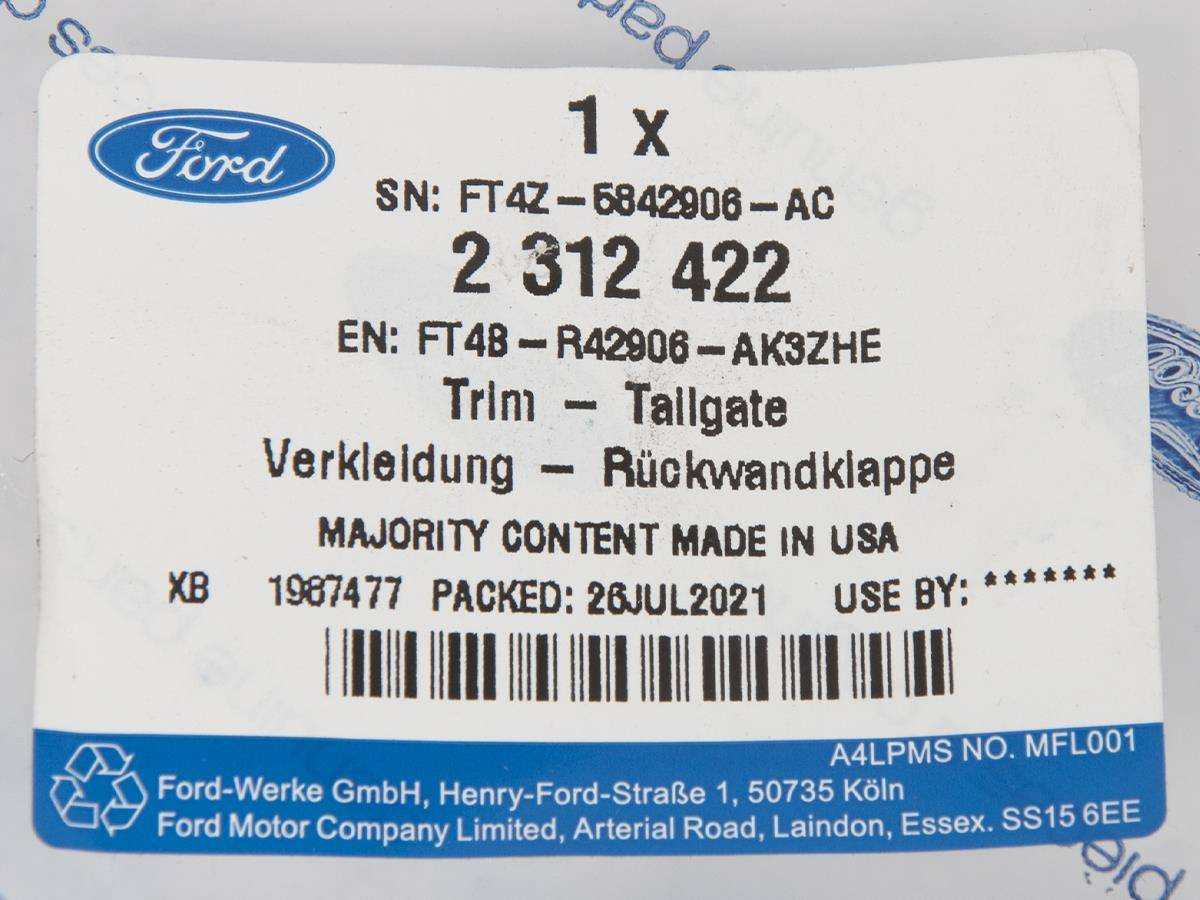 Ford
1 x
SN: FT4Z-5842906-AC
2 312 422
EN: FT4B-R42906-AK3ZHE
Trim - Tailgate
Verkleidung - Rückwandklappe
MAJORITY CONTENT MADE IN USA
XB 1987477 PACKED: 26JUL2021 USE BY: *******
A4LPMS NO. MFL001
Ford-Werke GmbH, Henry-Ford-Straße 1, 50735 Köln
Ford Motor Company Limited, Arterial Road, Laindon, Essex. SS15 6EE